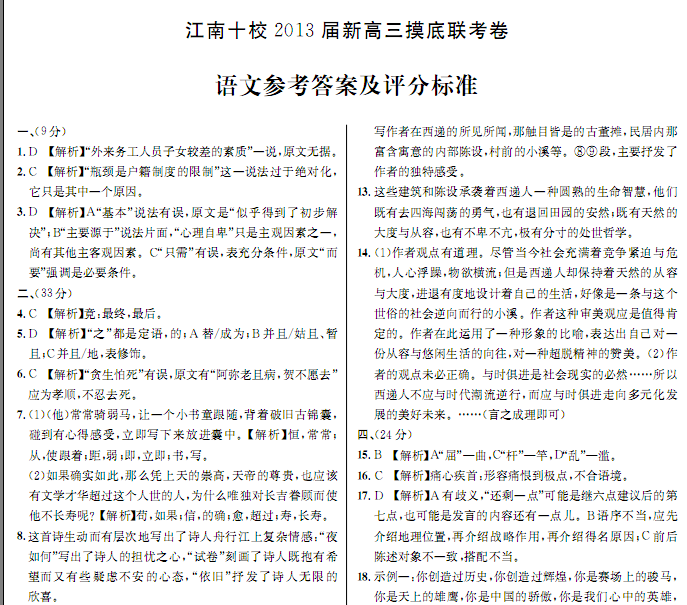 江南十校 2013 届新高三摸底联考卷
语文参考答案及评分标准
一、(9 分)
1. D 【解析】“外来务工人员子女较差的素质”一说,原文无据。
2. C 【解析】“瓶颈是户籍制度的限制”这一说法过于绝对化,
它只是其中一个原因。
3. D 【解析】A“基本”说法有误,原文是“似乎得到了初步解
决”;B“主要源于”说法片面,“心理自卑”只是主观因素之一,
尚有其他主客观因素。C“只需”有误,表充分条件,原文“而
要”强调是必要条件。
二、(33 分)
4. C 【解析】竞:最终,最后。
5. D 【解析】“之”都是定语,的;A 替/成为;B 并且/姑且、暂
且;C 并且/地,表修饰。
6. C 【解析】“贪生怕死”有误,原文有“阿弥老且病,贺不愿去”
应为孝顺,不忍去死。
7. (1)(他)常常骑弱马,让一个小书童跟随,背着破旧古锦囊,
碰到有心得感受,立即写下来放进囊中。【解析】恒,常常;
从,使跟着;距,弱;即,立即;书,写。
(2)如果确实如此,那么凭上天的崇高,天帝的尊贵,也应该
有文学才华超过这个人世的人,为什么唯独对长吉眷顾而使
他不长寿呢?【解析】苟,如果;信,的确;愈,超过;寿,长寿。
8. 这首诗生动而有层次地写出了诗人舟行江上复杂情感:“夜
如何”写出了诗人的担忧之心,“试卷”刻画了诗人既抱有希
望而又有些疑虑不安的心态,“依旧”抒发了诗人无限的
欣喜。
写作者在西递的所见所闻,那触目皆是的古董摊,民居内那
富含寓意的内部陈设,村前的小溪等。⑧⑨段,主要抒发了
作者的独特感受。
13. 这些建筑和陈设承袭着西递人一种圆熟的生命智慧,他们
既有去四海闯荡的勇气,也有退回田园的安然;既有天然的
大度与从容,也有不卑不亢,极有分寸的处世哲学。
14. (1)作者观点有道理。尽管当今社会充满着竞争紧迫与危
机,人心浮躁,物欲横流;但是西递人却保持着天然的从容
与大度,进退有度地设计着自己的生活,好像是一条与这个
世俗的社会逆向而行的小溪。作者这种审美观应是值得肯
定的。作者在此运用了一种形象的比喻,表达出自己对一
份从容与悠闲生活的向往,对一种超脱精神的赞美。(2)作
者的观点未必正确。与时俱进是社会现实的必然……所以
西递人不应与时代潮流逆行,而应与时俱进走向多元化发
展的美好未来。……(言之成理即可)
四、(24 分)
15. B 【解析】A“屈”一曲,C“杆”一竿,D“乱”一滥。
16. C 【解析】痛心疾首:形容痛恨到极点,不合语境。
17. D 【解析】A 有歧义,“还剩一点”可能是继六点建议后的第
七点,也可能是发言的内容还有一点儿。B 语序不当,应先
介绍地理位置,再介绍战略作用,再介绍得名原因;C 前后
陈述对象不一致,搭配不当。
18. 示例一:你创造过历史,你创造过辉煌,你是赛场上的骏马,
你是天上的雄鹰,你是中国的骄傲,你是我们心中的英雄,